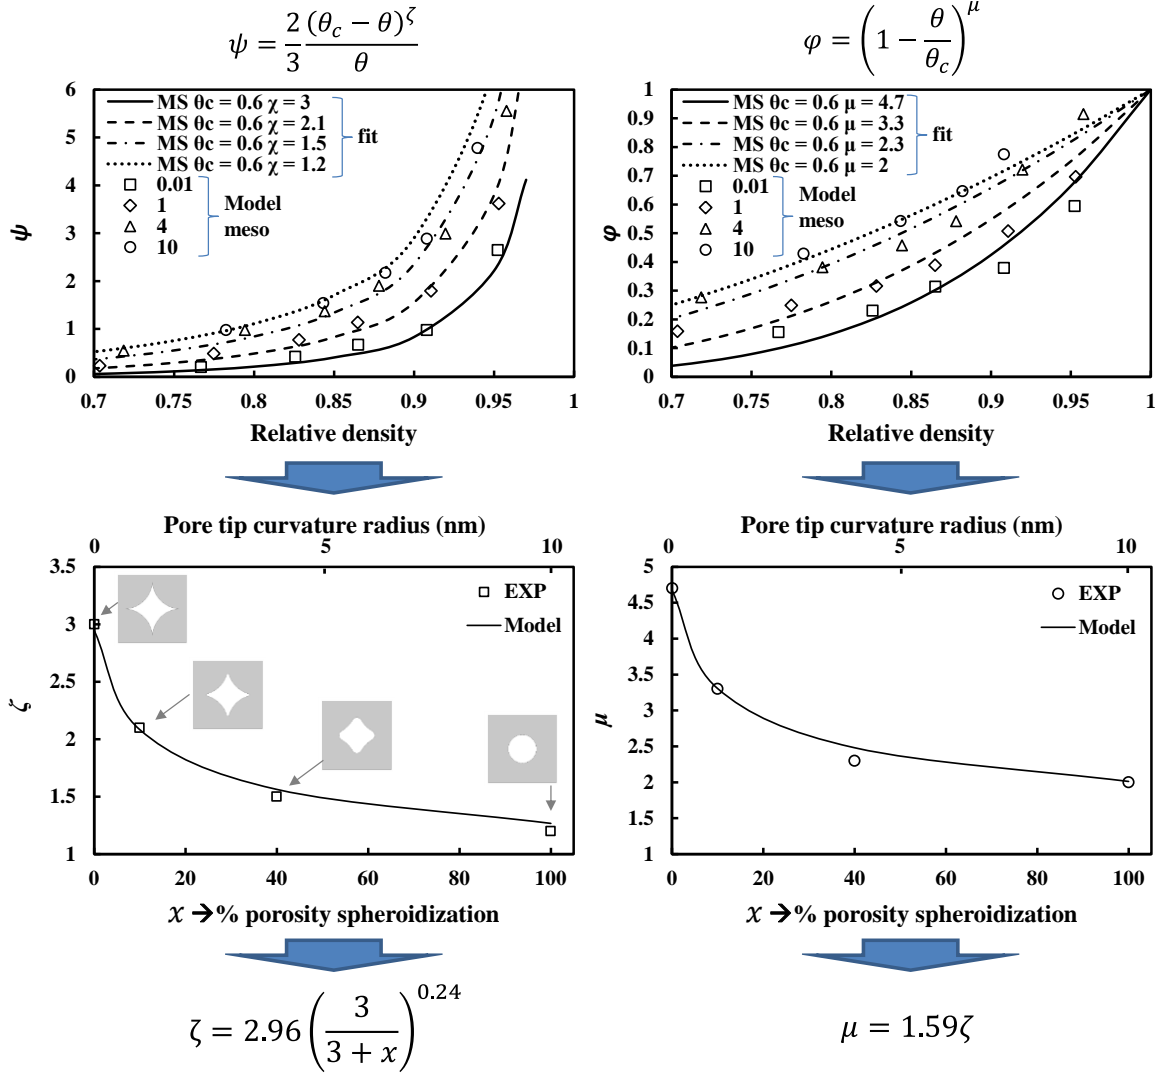 ψ = 2/3 (θc − θ)^ζ / θ
φ = (1 − θ/θc)^μ
MS θc = 0.6 χ = 3
MS θc = 0.6 χ = 2.1
MS θc = 0.6 χ = 1.5
MS θc = 0.6 χ = 1.2
fit
0.01
1
4
10
Model
meso
6
5
4
3
2
1
0
ψ
0.7 0.75 0.8 0.85 0.9 0.95 1
Relative density
MS θc = 0.6 μ = 4.7
MS θc = 0.6 μ = 3.3
MS θc = 0.6 μ = 2.3
MS θc = 0.6 μ = 2
fit
0.01
1
4
10
Model
meso
1
0.9
0.8
0.7
0.6
0.5
0.4
0.3
0.2
0.1
0
φ
0.7 0.75 0.8 0.85 0.9 0.95 1
Relative density
Pore tip curvature radius (nm)
0 5 10
3.5
3
2.5
2
1.5
1
ζ
EXP
Model
0 20 40 60 80 100
x → % porosity spheroidization
Pore tip curvature radius (nm)
0 5 10
5
4.5
4
3.5
3
2.5
2
1.5
1
μ
EXP
Model
0 20 40 60 80 100
x → % porosity spheroidization
ζ = 2.96 (3 / (3 + x))^0.24
μ = 1.59ζ